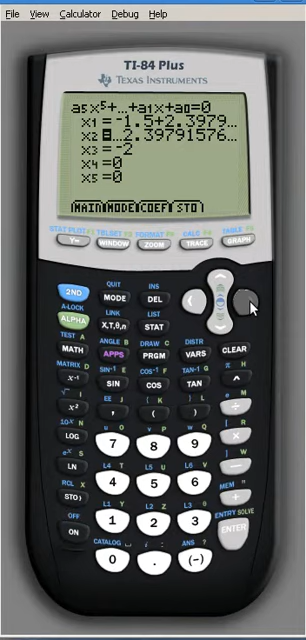 File View Calculator Debug Help
TI-84 Plus
TEXAS INSTRUMENTS
a5x^5+…+a1x+a0=0
x1 =-1.5+2.3979…
x2 =…2.39791576…
x3 =-2
x4 =0
x5 =0
MAIN MODE COEF STO
STAT PLOT F1 TBLSET F2 FORMAT F3 CALC F4 TABLE F5
Y= WINDOW ZOOM TRACE GRAPH
QUIT INS
2ND MODE DEL
A-LOCK LINK LIST
ALPHA X,T,θ,n STAT
TEST A ANGLE B DRAW C DISTR
MATH APPS PRGM VARS CLEAR
MATRIX D SIN-1 E COS-1 F TAN-1 G H
x-1 SIN COS TAN ^
I EE J { K } L M
x² , ( ) ÷
10x N u O v P w Q [ R
LOG 7 8 9 ×
ex S L4 T L5 U L6 V ] W
LN 4 5 6 —
RCL X L1 Y L2 Z L3 θ MEM "
STO 1 2 3 +
OFF CATALOG i : ANS ? ENTRY SOLVE
ON 0 . (-) ENTER